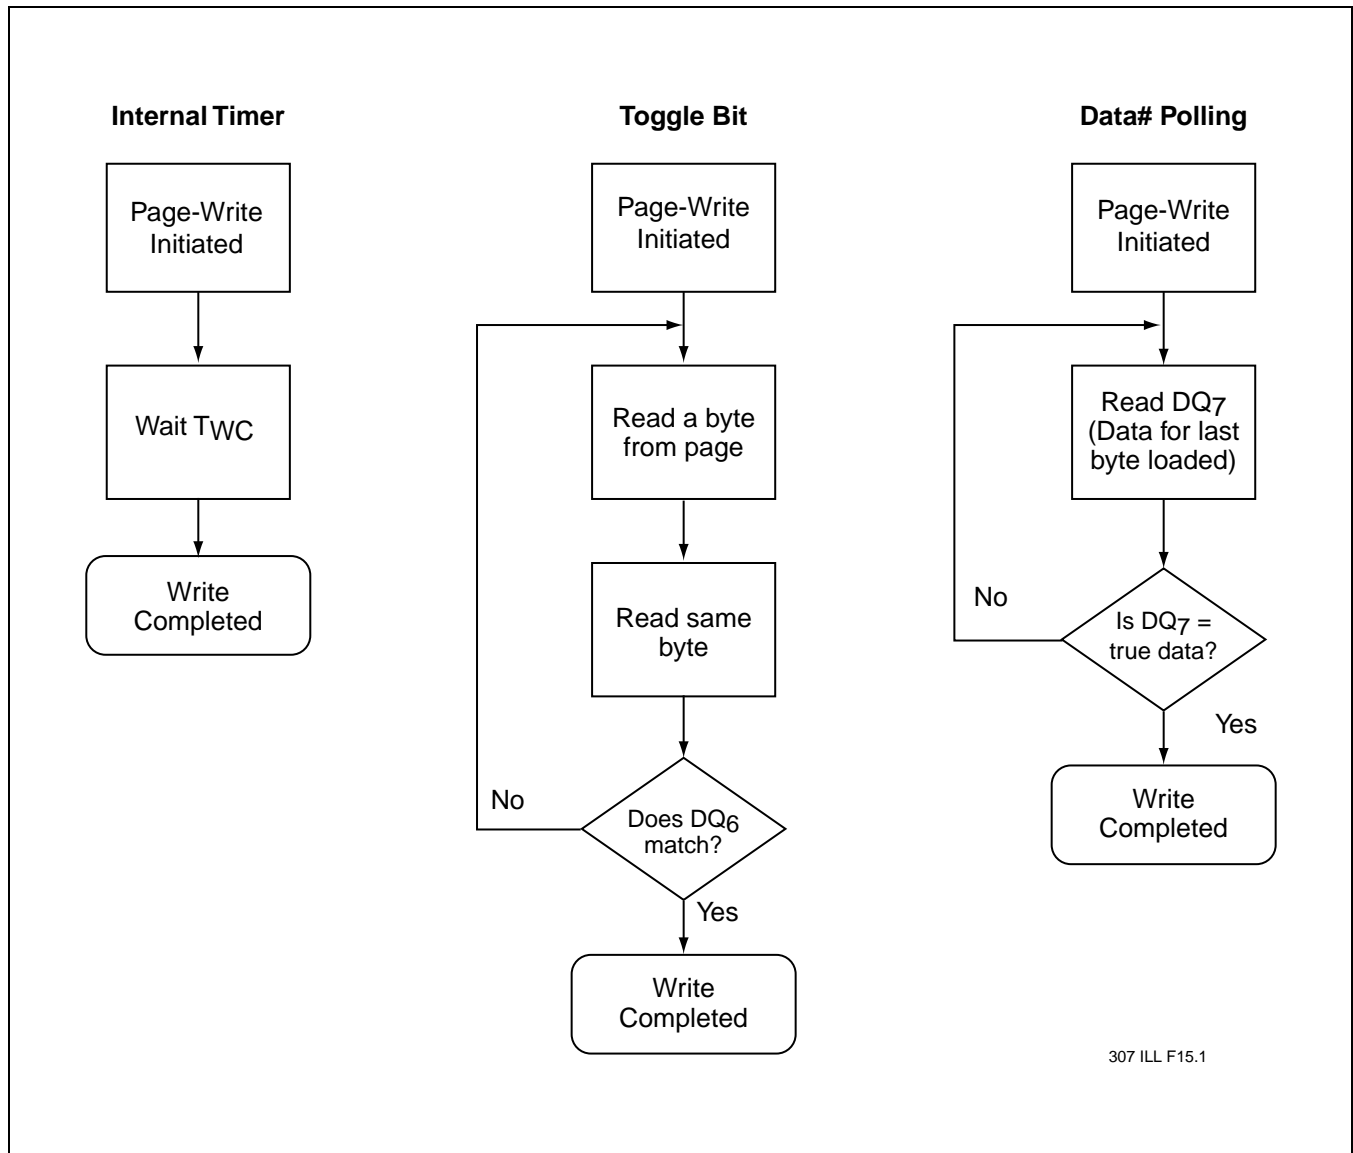 Internal Timer
Page-Write
Initiated
Wait TWC
Write
Completed
Toggle Bit
Page-Write
Initiated
Read a byte
from page
Read same
byte
No
Does DQ6
match?
Yes
Write
Completed
Data# Polling
Page-Write
Initiated
Read DQ7
(Data for last
byte loaded)
No
Is DQ7 =
true data?
Yes
Write
Completed
307 ILL F15.1